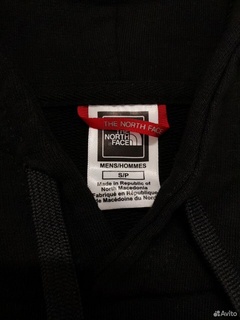 THE NORTH FACE
THE
NORTH
FACE
MENS/HOMMES
S/P
Made in Republic of
North Macedonia
Fabriqué en République
de Macédoine du Nord
Avito